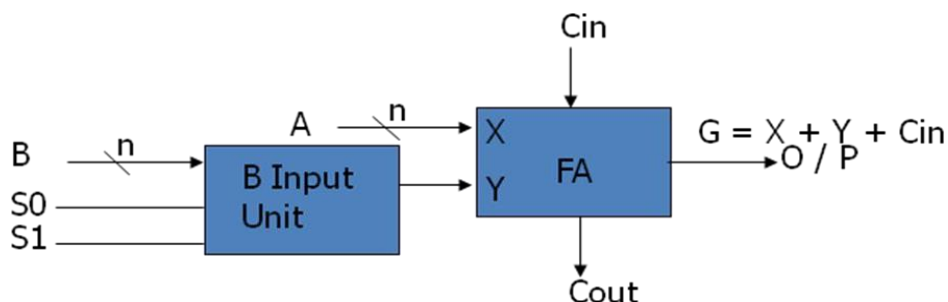 Cin
n
A
X
G = X + Y + Cin
B
n
O / P
B Input
Unit
FA
Y
S0
S1
Cout